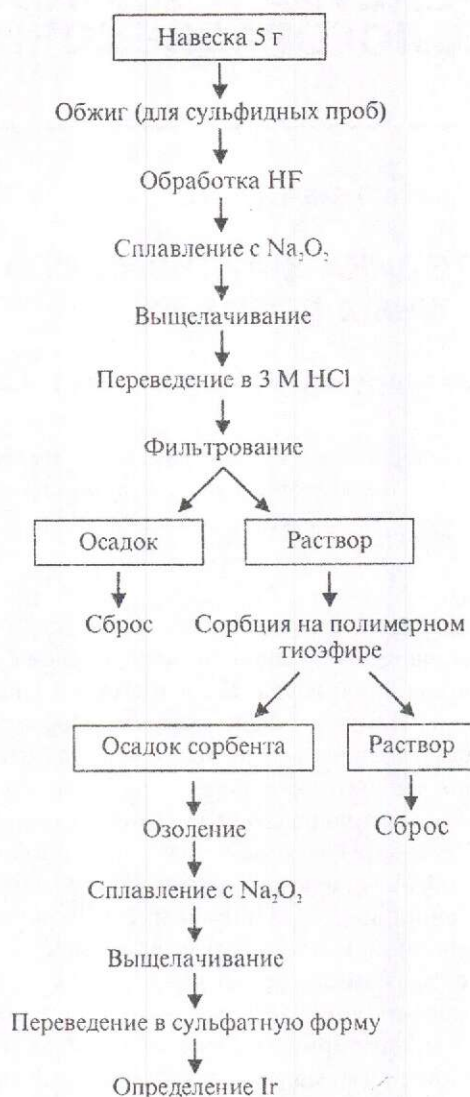 Навеска 5 г
Обжиг (для сульфидных проб)
Обработка HF
Сплавление с Na₂O₂
Выщелачивание
Переведение в 3 М HCl
Фильтрование
Осадок
Раствор
Сброс
Сорбция на полимерном
тиоэфире
Осадок сорбента
Раствор
Озоление
Сброс
Сплавление с Na₂O₂
Выщелачивание
Переведение в сульфатную форму
Определение Ir